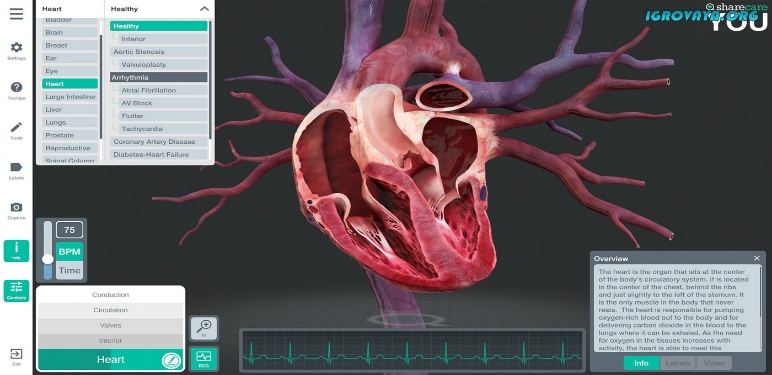 Heart
Healthy
Bladder
Brain
Breast
Ear
Eye
Heart
Large Intestine
Liver
Lungs
Prostate
Reproductive
Spinal Column
Healthy
Interior
Aortic Stenosis
Valvuloplasty
Arrhythmia
Atrial Fibrillation
AV Block
Flutter
Tachycardia
Coronary Artery Disease
Diabetes-Heart Failure
sharecare
YOU
IGROVAYA.ORG
Settings
Tooltips
Tools
Labels
Capture
Info
Controls
Exit
75
BPM
Time
Conduction
Circulation
Valves
Interior
Heart
In
ECG
Overview
The heart is the organ that sits at the center
of the body's circulatory system. It is located
in the center of the chest, behind the ribs
and just slightly to the left of the sternum. It
is the only muscle in the body that never
rests. The heart is responsible for pumping
oxygen-rich blood out to the body and for
delivering carbon dioxide in the blood to the
lungs where it can be exhaled. As the need
for oxygen in the tissues increases with
activity, the heart is able to meet this
Info
Labels
Video